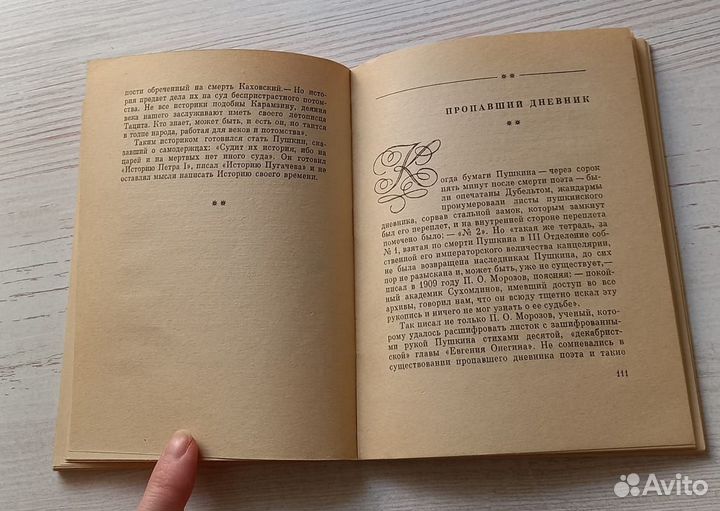 ности обреченный на смерть Каховский.— Но исто-
рия предает дела их на суд беспристрастного потом-
ства. Не все историки подобны Карамзину, деяния
века нашего заслуживают иметь своего летописца
Тацита. Кто знает, может быть, и есть он, но таится
в толпе народа, работая для веков и потомства».
Таким историком готовился стать Пушкин, ска-
завший о самодержцах: «Судит их история, ибо на
царей и на мертвых нет иного суда». Он готовил
«Историю Петра I», писал «Историю Пугачева» и не
оставлял мысли написать Историю своего времени.
ПРОПАВШИЙ ДНЕВНИК
Когда бумаги Пушкина — через сорок
пять минут после смерти поэта — бы-
ли опечатаны Дубельтом, жандармы
пронумеровали листы пушкинского
дневника, сорвав стальной замок, которым замкнут
был его переплет, и на внутренней стороне переплета
помечено было: — «№ 2». Но «такая же тетрадь, за
№ 1, взятая по смерти Пушкина в III Отделение соб-
ственной его императорского величества канцелярии,
не была возвращена наследникам Пушкина, до сих
пор не разыскана и, может быть, уже не существует,—
писал в 1909 году П. О. Морозов, поясняя: — покой-
ный академик Сухомлинов, имевший доступ во все
архивы, говорил нам, что он всюду тщетно искал эту
рукопись и ничего не мог узнать о ее судьбе».
Так писал не только П. О. Морозов, ученый, кото-
рому удалось расшифровать листок с зашифрованны-
ми рукой Пушкина стихами десятой, «декабрист-
ской» главы «Евгения Онегина». Не сомневались в
существовании пропавшего дневника поэта и такие
111
Avito